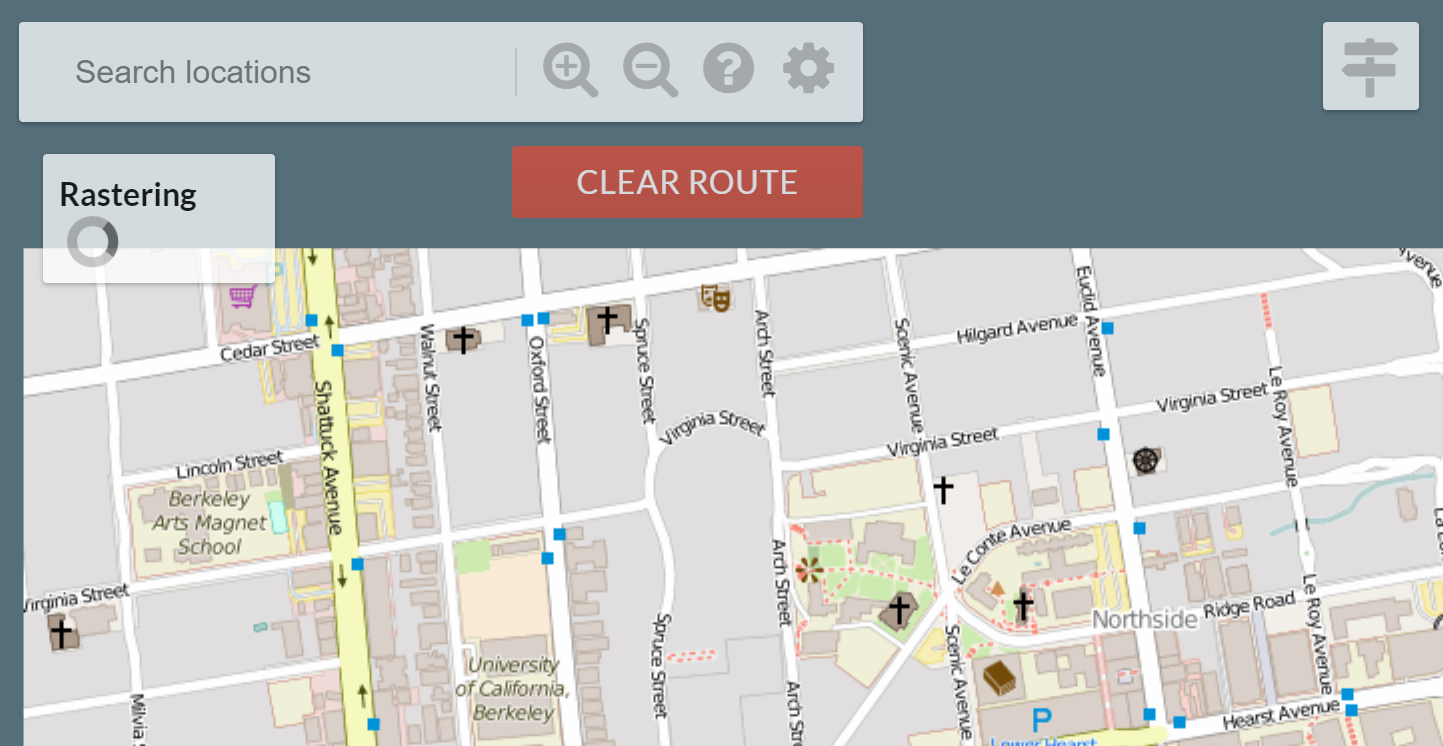 Search locations
Rastering
CLEAR ROUTE
Avenue
Euclid Avenue
Cedar Street
Walnut Street
Oxford Street
Spruce Street
Arch Street
Scenic Avenue
Hilgard Avenue
Shattuck Avenue
Virginia Street
Virginia Street
Virginia Street
Le Roy Avenue
Lincoln Street
Berkeley
Arts Magnet
School
Le Conte Avenue
Arch Street
Virginia Street
Northside
Ridge Road
Le Roy Avenue
Spruce Street
Scenic Avenue
University
of California,
Berkeley
Milvia S
Arch Str
P
Hearst Avenue
Lower Hearst